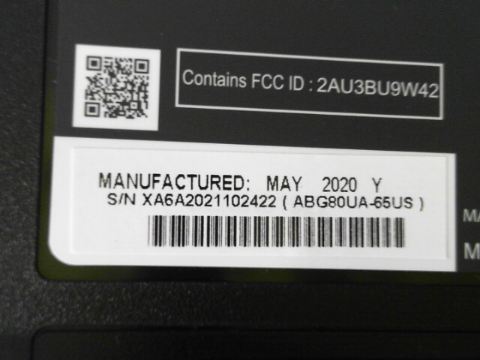 Contains FCC ID : 2AU3BU9W42
MANUFACTURED: MAY 2020 Y
S/N XA6A2021102422 ( ABG80UA-65US )